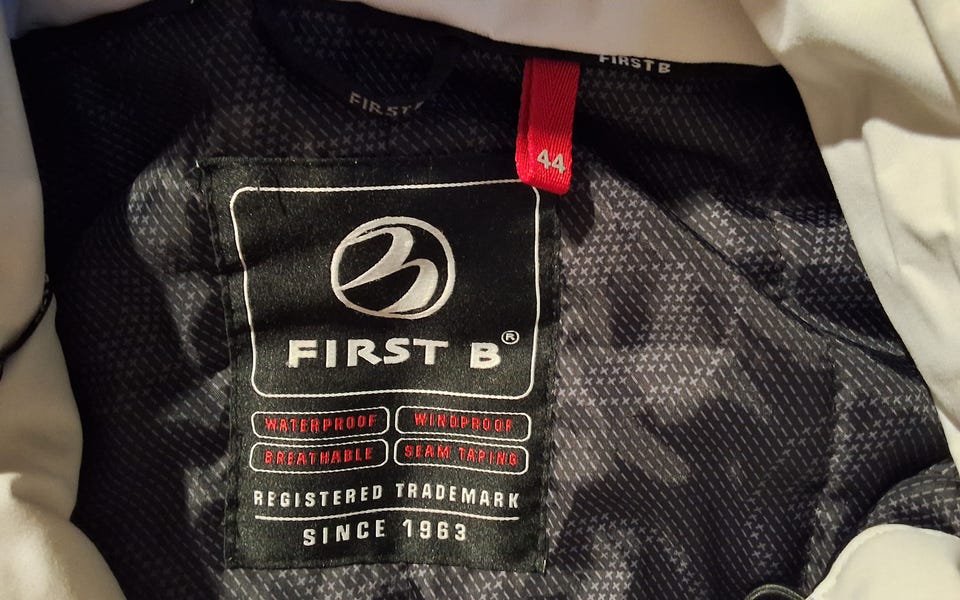 FIRST B
FIRST
44
FIRST B®
WATERPROOF WINDPROOF
BREATHABLE SEAM TAPING
REGISTERED TRADEMARK
SINCE 1963